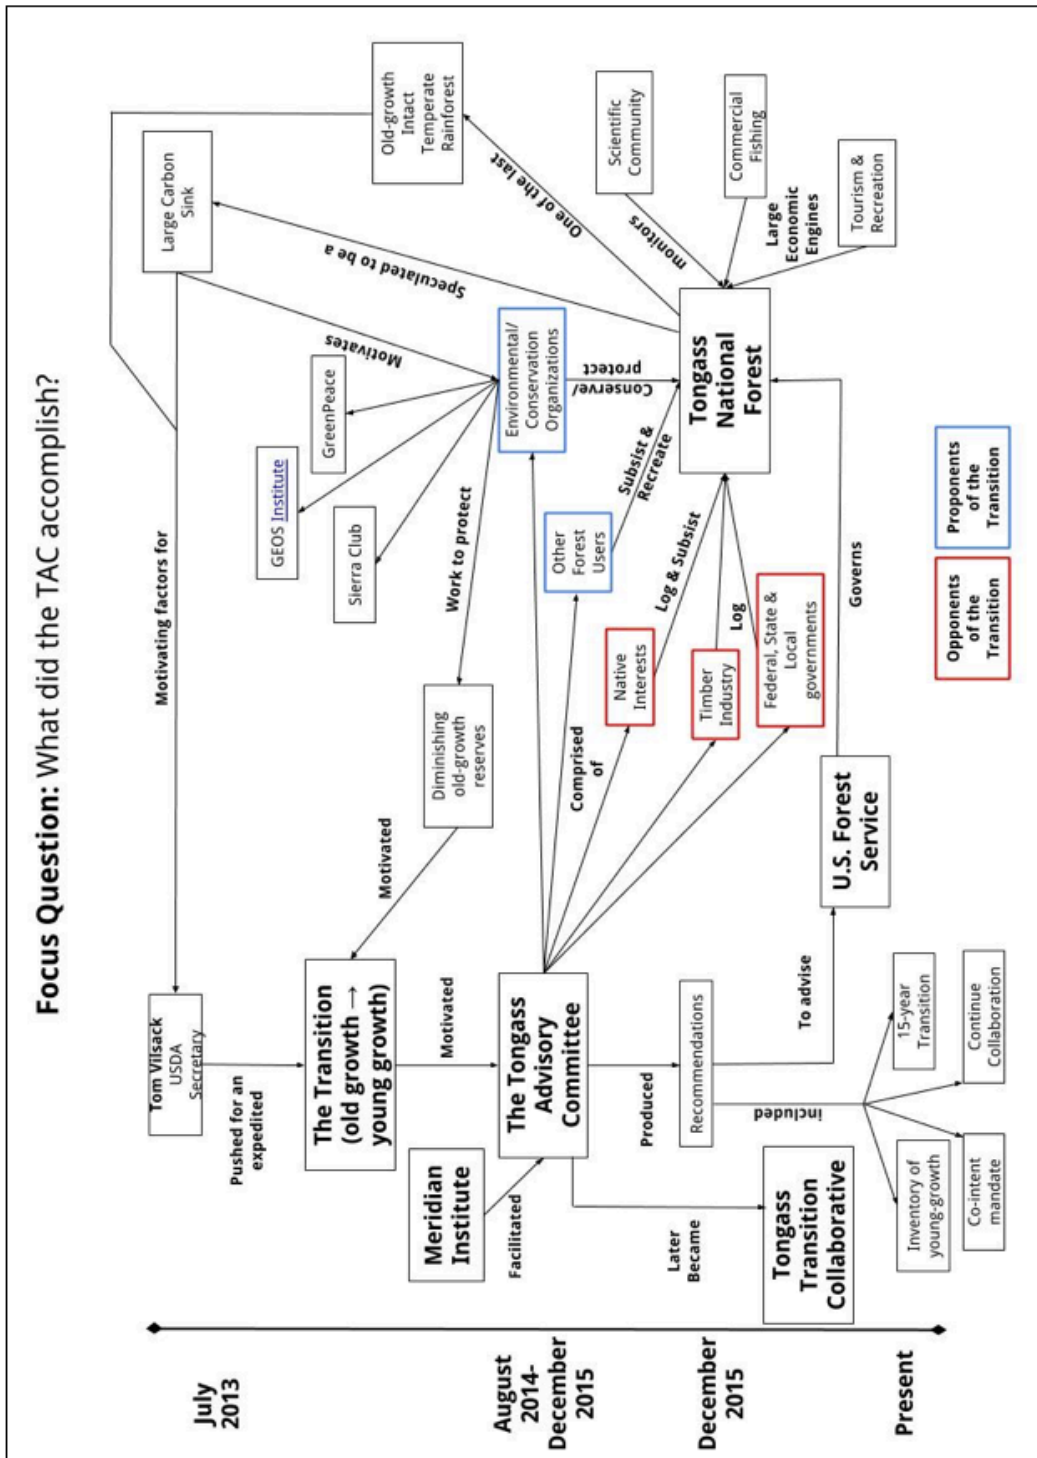 Focus Question: What did the TAC accomplish?
July
2013
August
2014-
December
2015
December
2015
Present
Tom Vilsack
USDA
Secretary
Motivating factors for
Large Carbon
Sink
Old-growth
Intact
Temperate
Rainforest
Pushed for an
expedited
The Transition
(old growth →
young growth)
Motivated
Diminishing
old-growth
reserves
Work to protect
Sierra Club
GEOS Institute
GreenPeace
Motivates
Speculated to be a
One of the last
Meridian
Institute
Facilitated
Motivated
The Tongass
Advisory
Committee
Comprised
of
Environmental/
Conservation
Organizations
Other
Forest
Users
Native
Interests
Timber
Industry
Federal, State &
Local
governments
Conserve/
protect
Subsist &
Recreate
Log & Subsist
Log
Tongass
National
Forest
monitors
Scientific
Community
Commercial
Fishing
Large
Economic
Engines
Tourism &
Recreation
Later
Became
Tongass
Transition
Collaborative
Produced
Recommendations
To advise
U.S. Forest
Service
Governs
included
Inventory of
young-growth
Co-intent
mandate
15-year
Transition
Continue
Collaboration
Opponents
of the
Transition
Proponents
of the
Transition